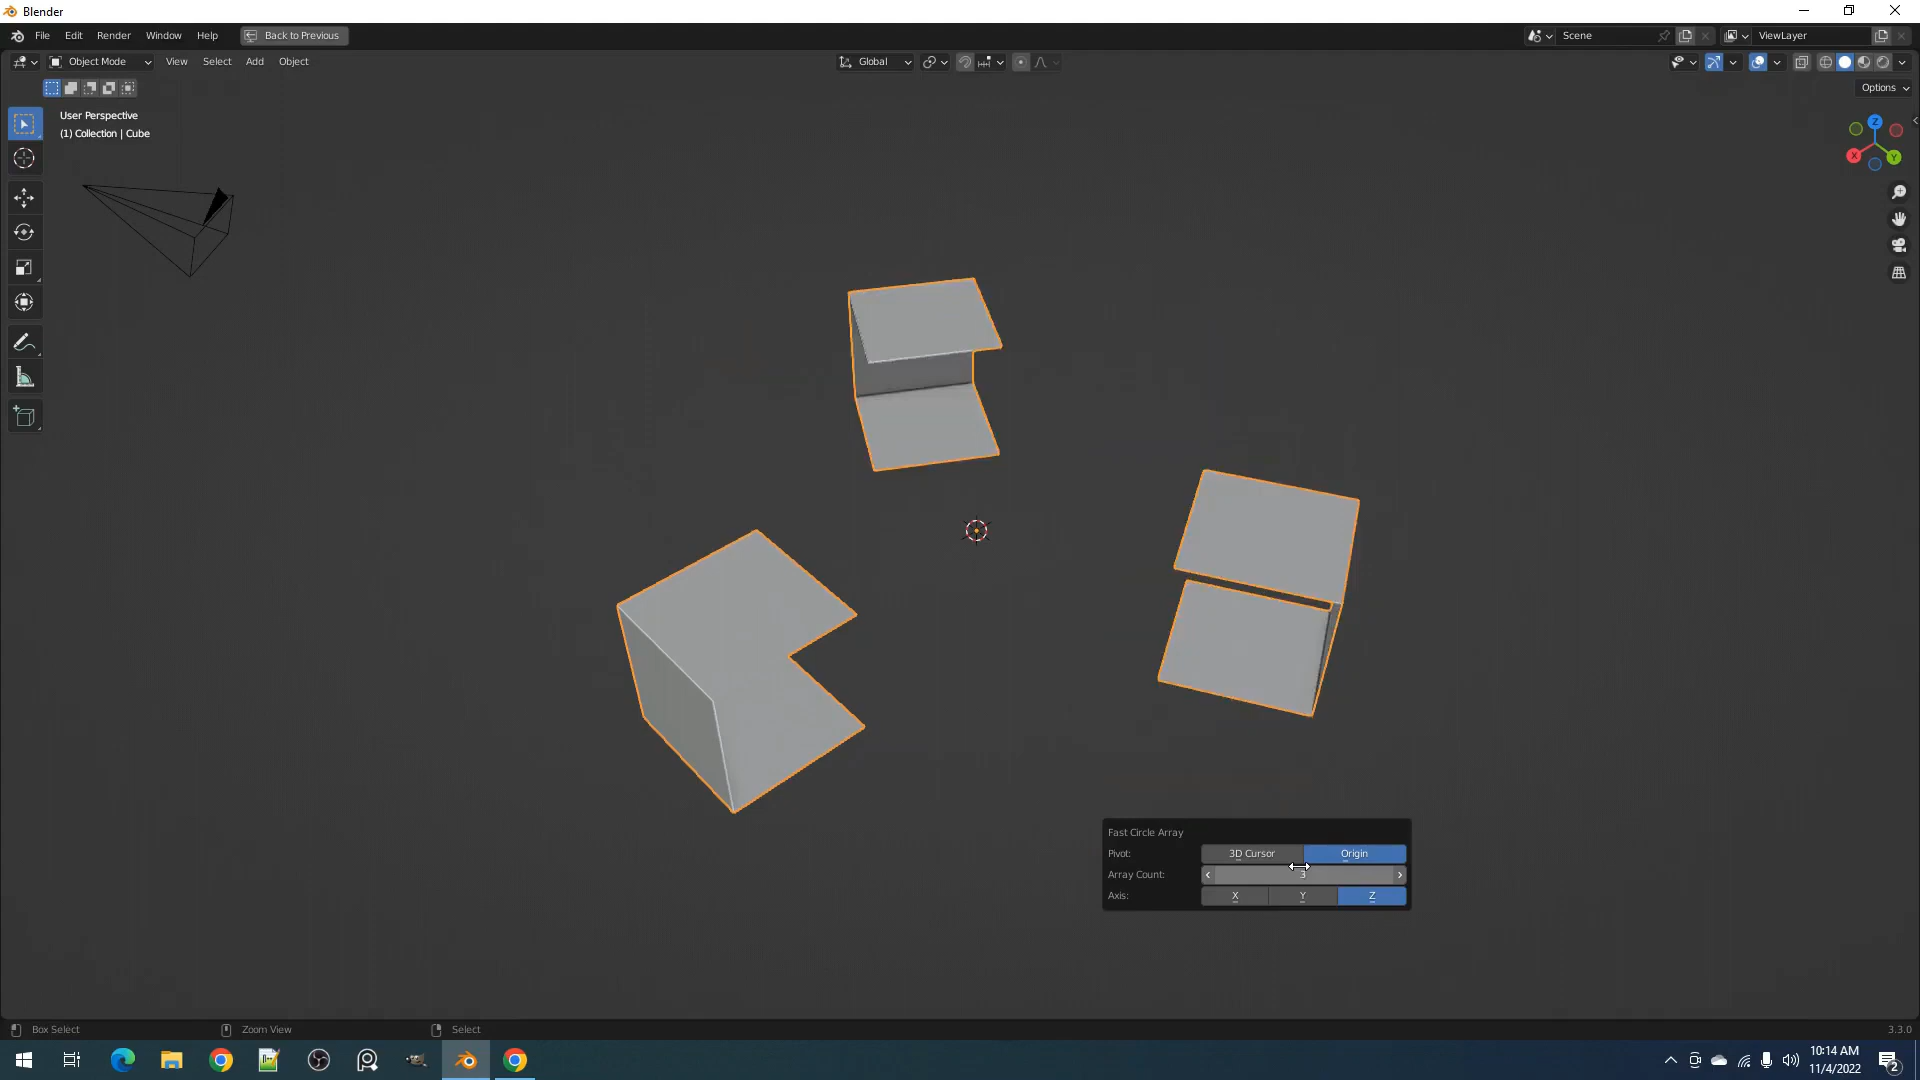 Blender
File Edit Render Window Help Back to Previous Scene ViewLayer
Object Mode View Select Add Object Global
Options
User Perspective
(1) Collection | Cube
Z
X
Y
Fast Circle Array
Pivot: 3D Cursor Origin
Array Count: 3
Axis: X Y Z
Box Select Zoom View Select 3.3.0
10:14 AM
11/4/2022
2